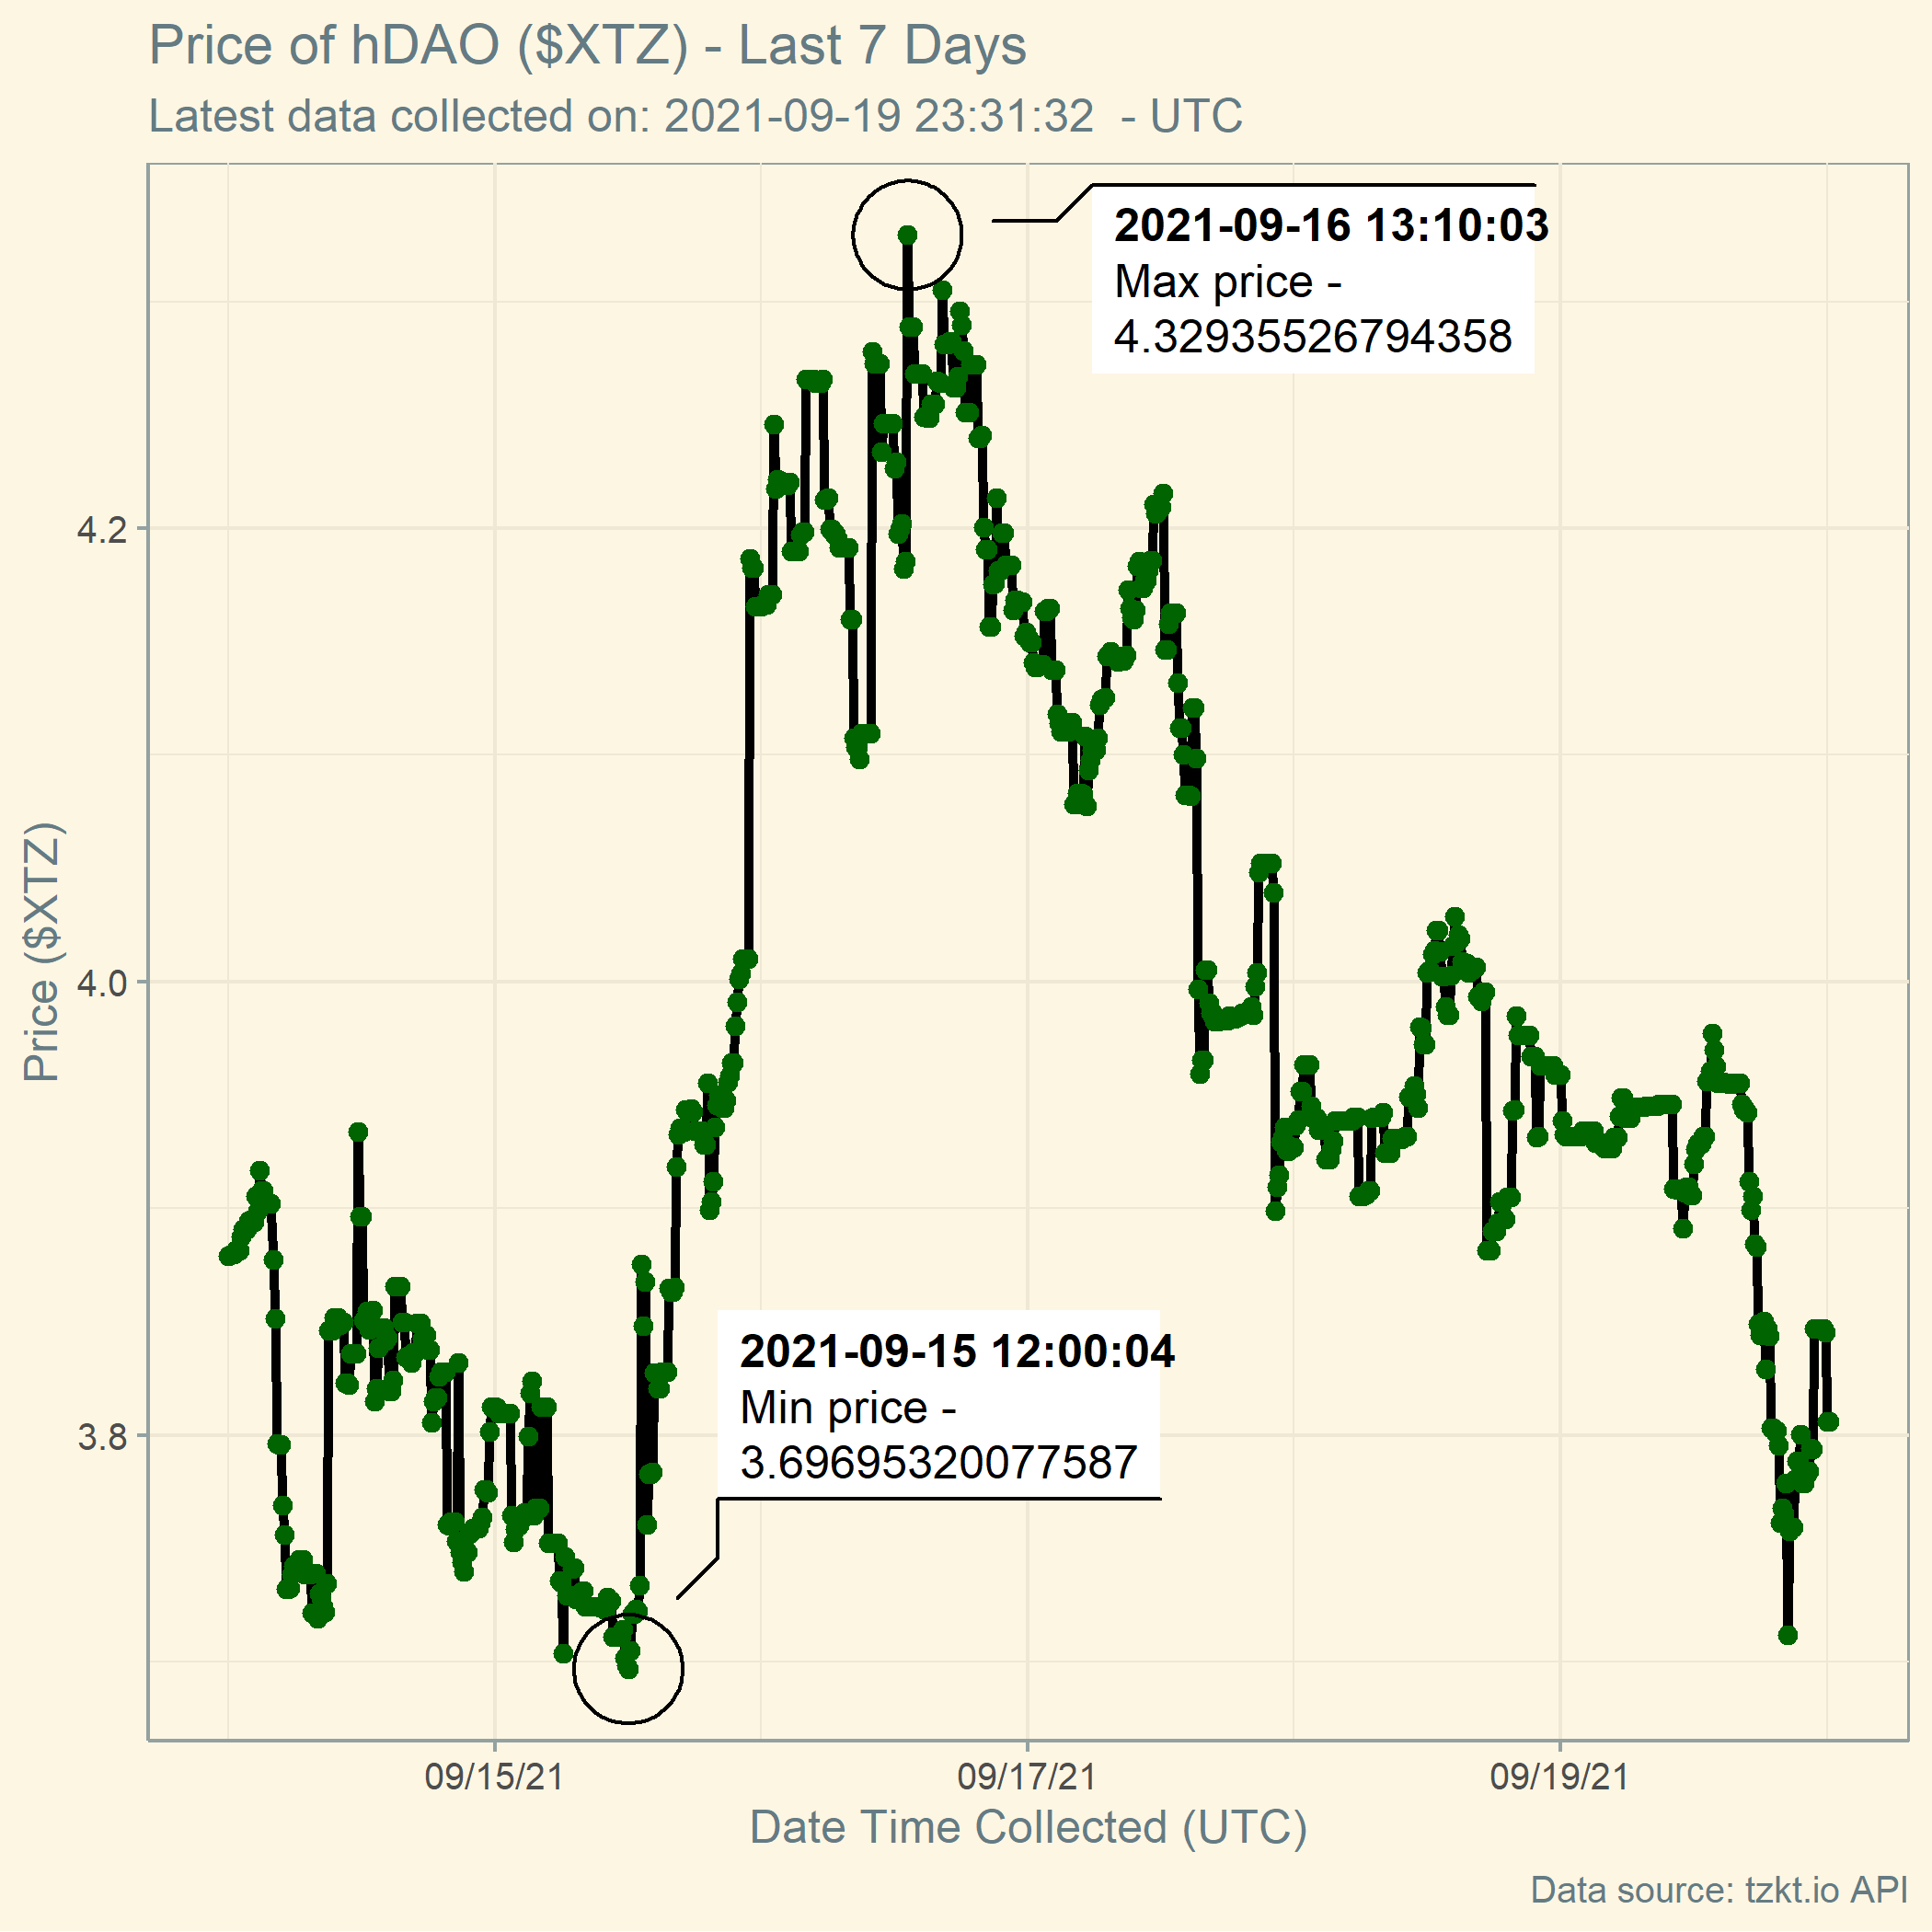 Price of hDAO ($XTZ) - Last 7 Days
Latest data collected on: 2021-09-19 23:31:32  - UTC
2021-09-16 13:10:03
Max price -
4.32935526794358
4.2
4.0
3.8
Price ($XTZ)
2021-09-15 12:00:04
Min price -
3.69695320077587
09/15/21
09/17/21
09/19/21
Date Time Collected (UTC)
Data source: tzkt.io API